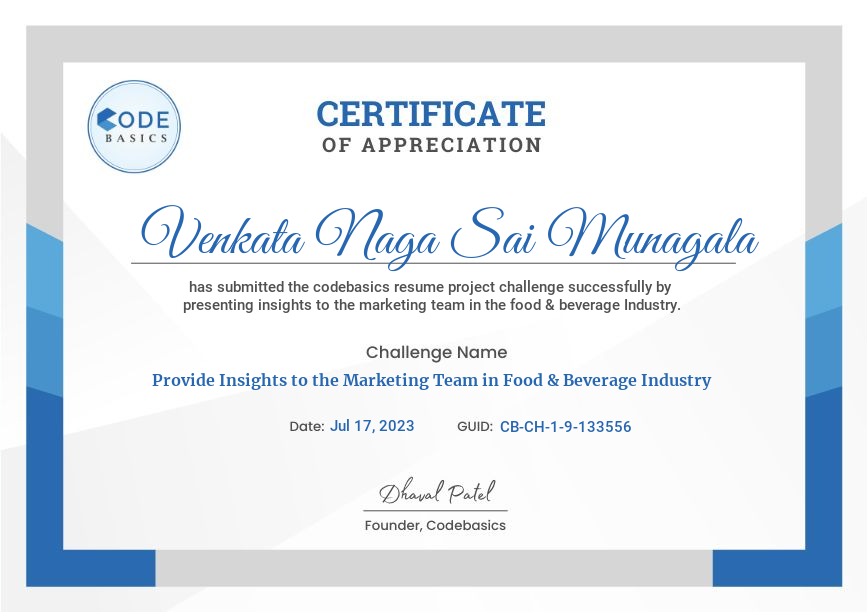 CODE
BASICS
CERTIFICATE
OF APPRECIATION
Venkata Naga Sai Munagala
has submitted the codebasics resume project challenge successfully by
presenting insights to the marketing team in the food & beverage Industry.
Challenge Name
Provide Insights to the Marketing Team in Food & Beverage Industry
Date: Jul 17, 2023 GUID: CB-CH-1-9-133556
Dhaval Patel
Founder, Codebasics